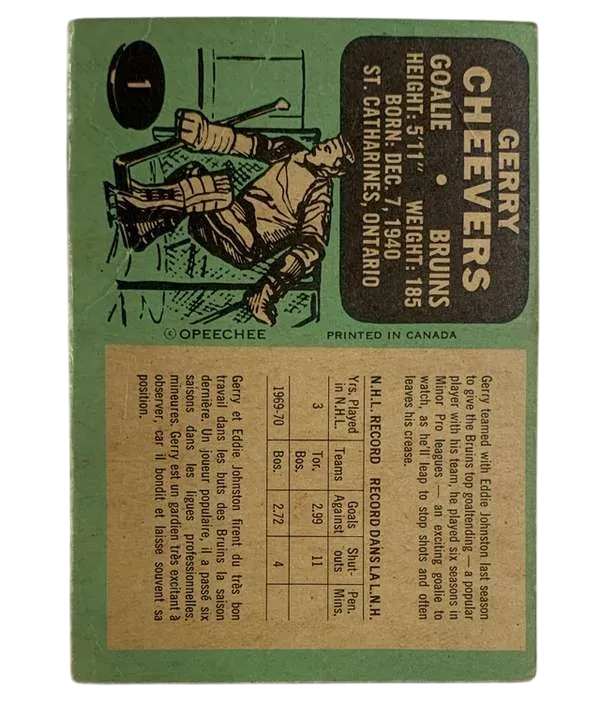 1
GERRY
CHEEVERS
GOALIE • BRUINS
HEIGHT: 5'11" WEIGHT: 185
BORN: DEC. 7, 1940
ST. CATHARINES, ONTARIO
© OPEECHEE
PRINTED IN CANADA
Gerry teamed with Eddie Johnston last season
to give the Bruins top goaltending — a popular
player with his team, he played six seasons in
Minor Pro leagues — an exciting goalie to
watch, as he'll leap to stop shots and often
leaves his crease.
N.H.L. RECORD RECORD DANS LA L.N.H.
Yrs. Played in N.H.L. Teams Goals Against Shut-outs Pen. Mins.
3 Tor. Bos. 2.99 11
1969-70 Bos. 2.72 4
Gerry et Eddie Johnston firent du très bon
travail dans les buts des Bruins la saison
dernière. Un joueur populaire, il a passé six
saisons dans les ligues professionnelles
mineures. Gerry est un gardien très excitant à
observer, car il bondit et laisse souvent sa
position.